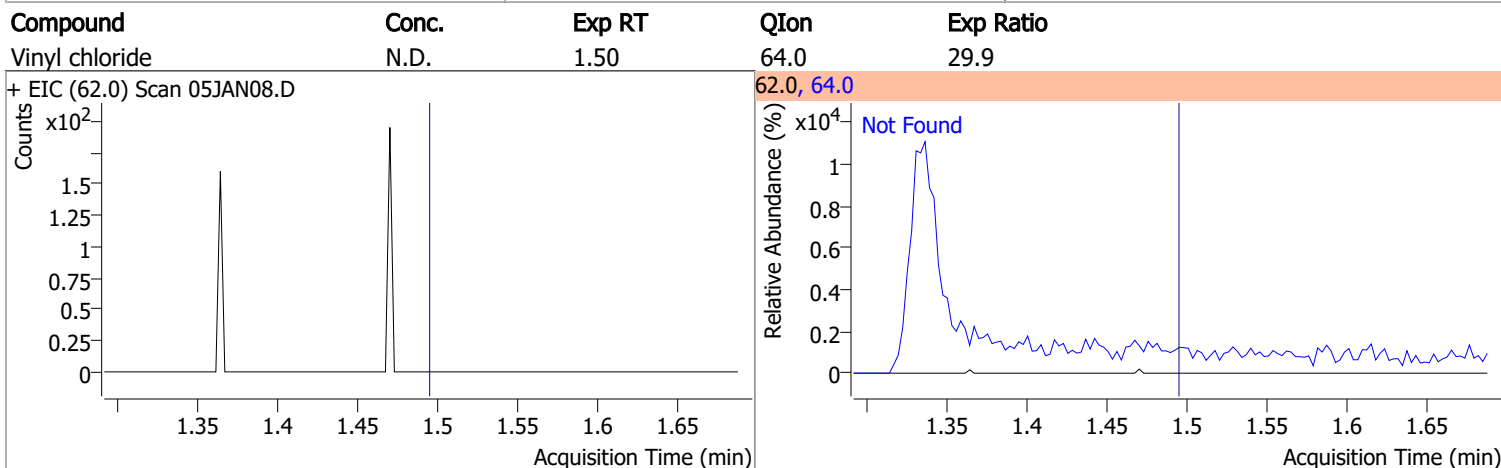 Compound Conc. Exp RT QIon Exp Ratio
Vinyl chloride N.D. 1.50 64.0 29.9
+ EIC (62.0) Scan 05JAN08.D
Counts
x10²
1.5
1.25
1
0.75
0.5
0.25
0
1.35 1.4 1.45 1.5 1.55 1.6 1.65
Acquisition Time (min)
62.0, 64.0
Relative Abundance (%)
x10⁴
Not Found
1
0.8
0.6
0.4
0.2
0
1.35 1.4 1.45 1.5 1.55 1.6 1.65
Acquisition Time (min)